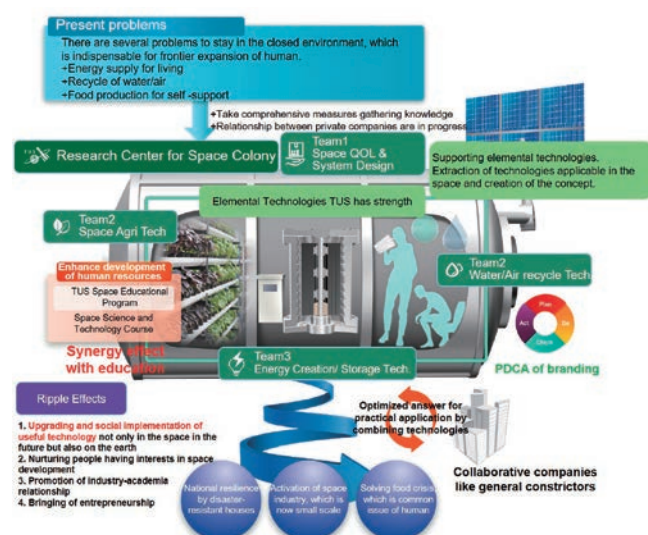 Present problems
There are several problems to stay in the closed environment, which
is indispensable for frontier expansion of human.
+Energy supply for living
+Recycle of water/air
+Food production for self -support
+Take comprehensive measures gathering knowledge
+Relationship between private companies are in progress
Research Center for Space Colony
Team1
Space QOL &
System Design
Supporting elemental technologies.
Extraction of technologies applicable in the
space and creation of the concept.
Elemental Technologies TUS has strength
Team2
Space Agri Tech
Team2
Water/Air recycle Tech
Enhance development
of human resources
TUS Space Educational
Program
Space Science and
Technology Course
Synergy effect
with education
Plan
Do
Check
Act
PDCA of branding
Team3
Energy Creation/ Storage Tech.
Ripple Effects
1. Upgrading and social implementation of
useful technology not only in the space in the
future but also on the earth
2. Nurturing people having interests in space
development
3. Promotion of industry-academia
relationship
4. Bringing of entrepreneurship
Optimized answer for
practical application by
combining technologies
Collaborative companies
like general constrictors
National resilience
by disaster-
resistant houses
Activation of space
industry, which is
now small scale
Solving food crisis,
which is common
issue of human